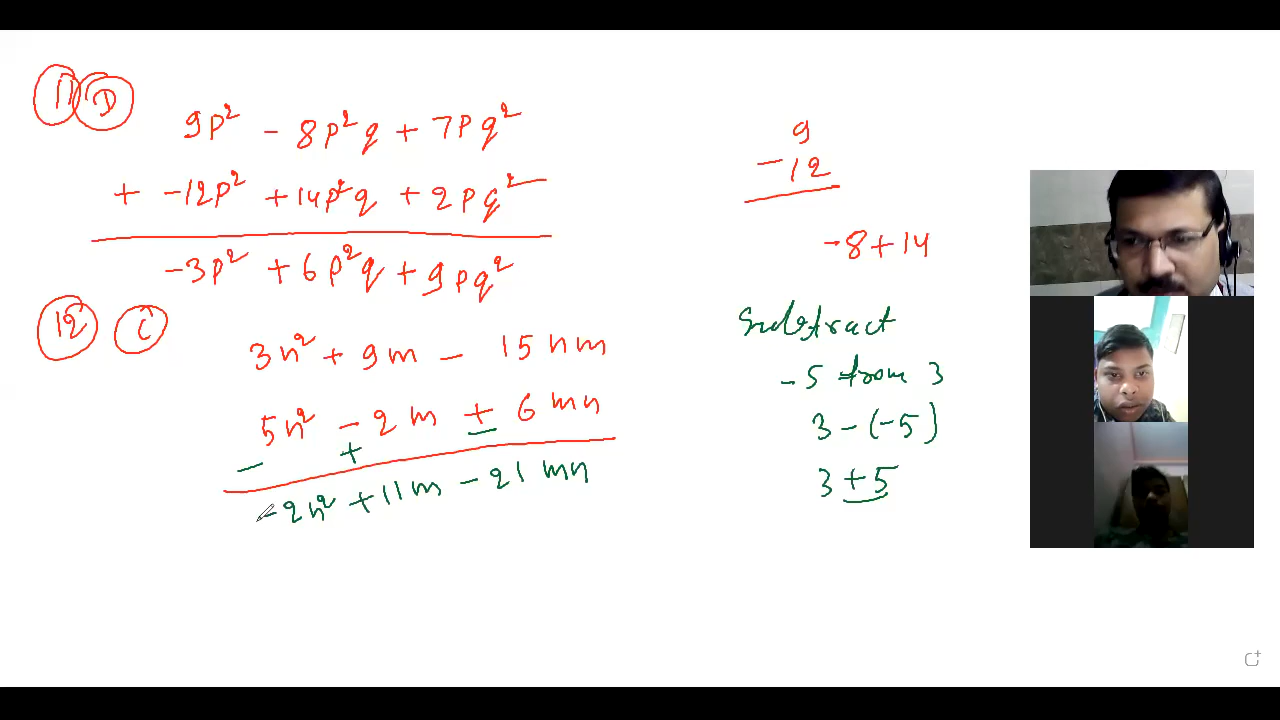 11 D
9p² - 8p²q + 7pq²
+ -12p² +14p²q + 2pq²
-3p² + 6p²q + 9pq²
9
-12
-8+14
12 C
3n² + 9m - 15nm
5n² - 2m + 6mn
- + -
-2n² + 11m - 21mn
Subtract
-5 from 3
3 - (-5)
3 + 5